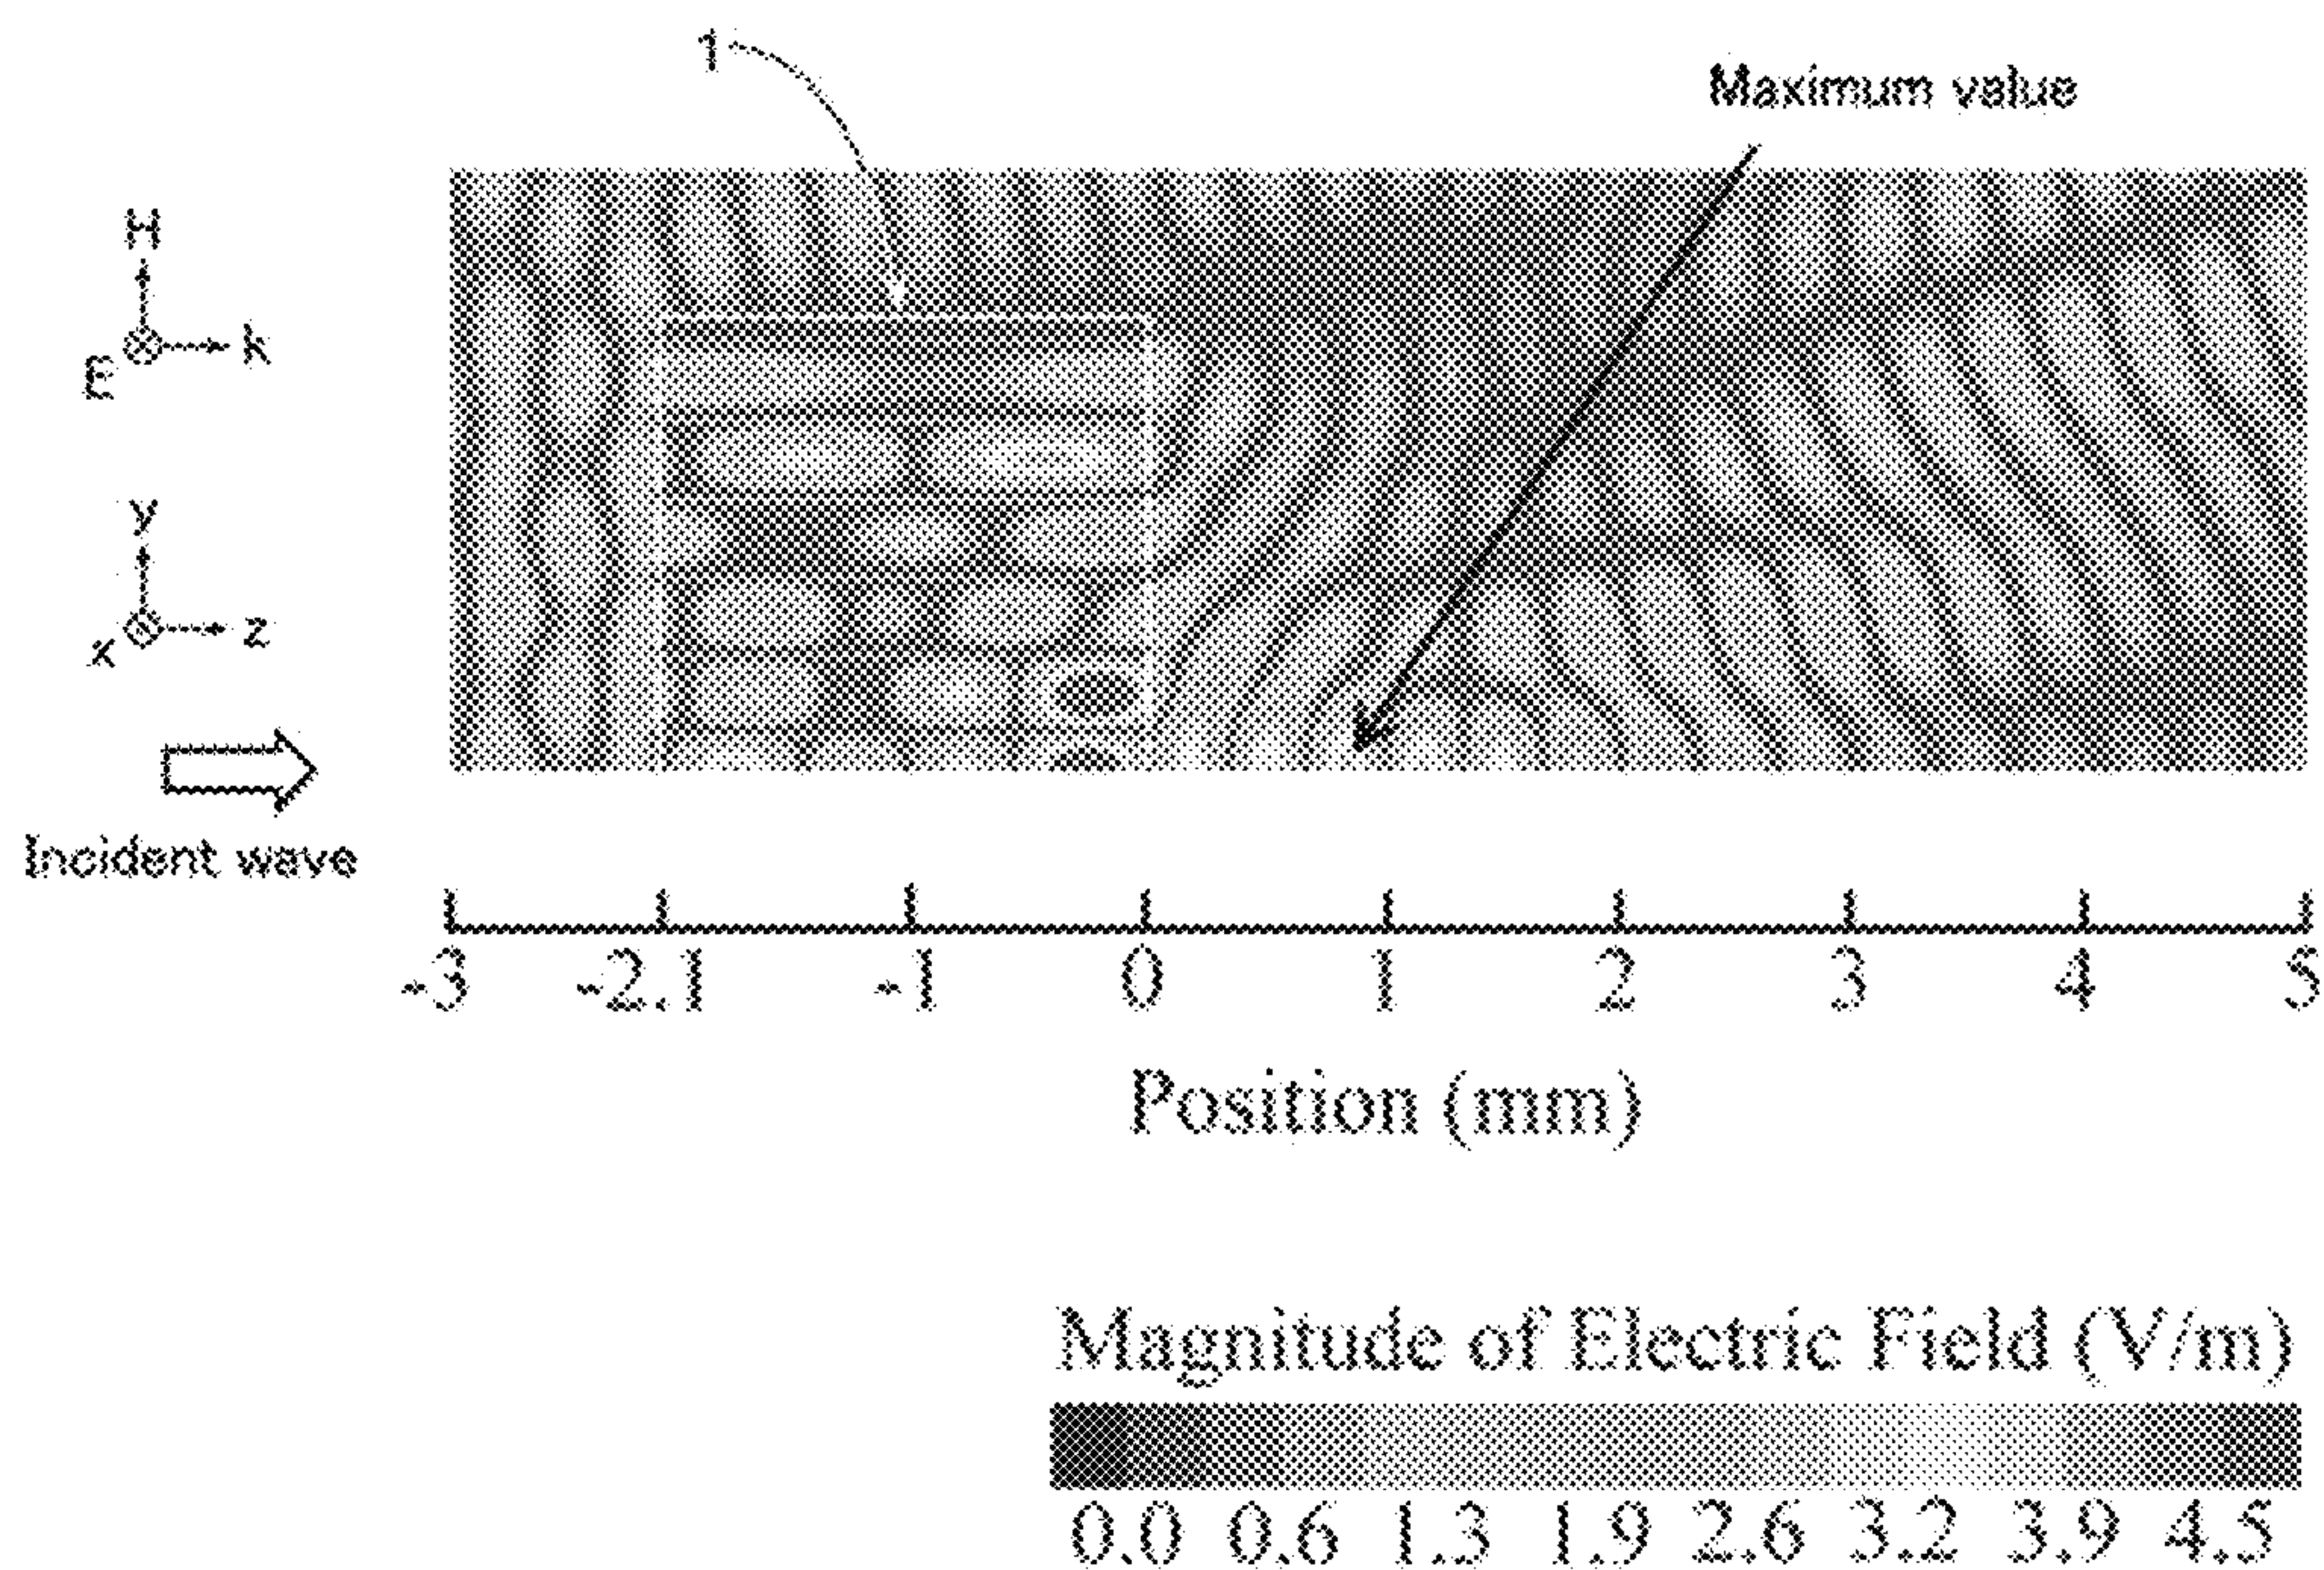 1
Maximum value
H
E k
y
x z
Incident wave
-3 -2.1 -1 0 1 2 3 4 5
Position (mm)
Magnitude of Electric Field (V/m)
0.0 0.6 1.3 1.9 2.6 3.2 3.9 4.5